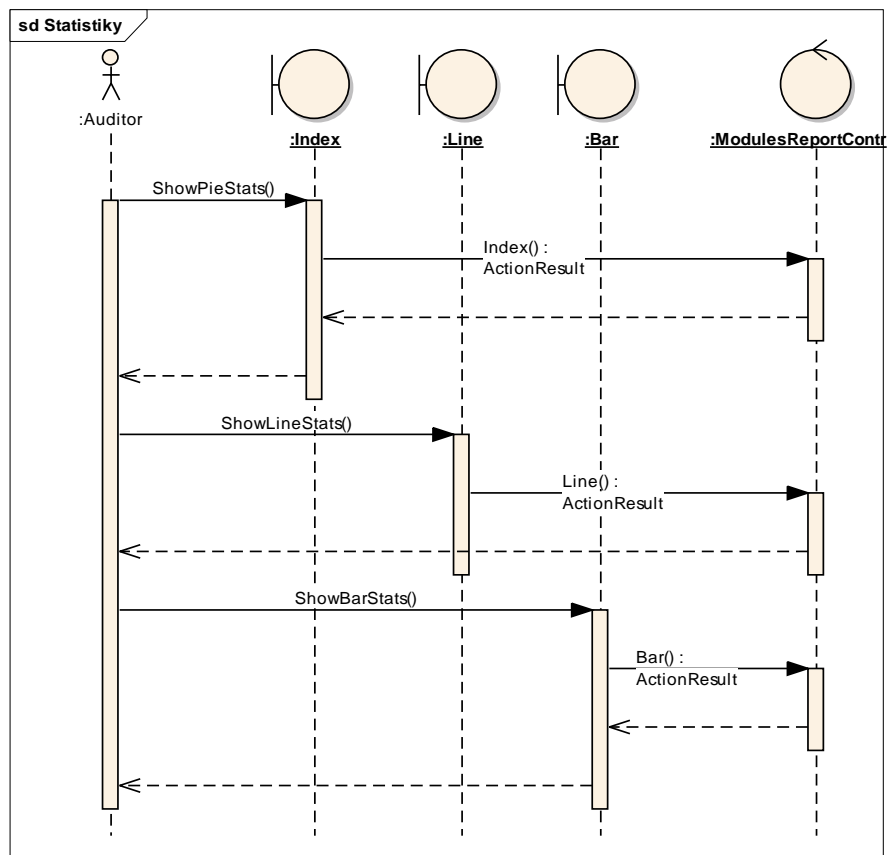 sd Statistiky
:Auditor
:Index
:Line
:Bar
:ModulesReportContr
ShowPieStats()
Index() :
ActionResult
ShowLineStats()
Line() :
ActionResult
ShowBarStats()
Bar() :
ActionResult